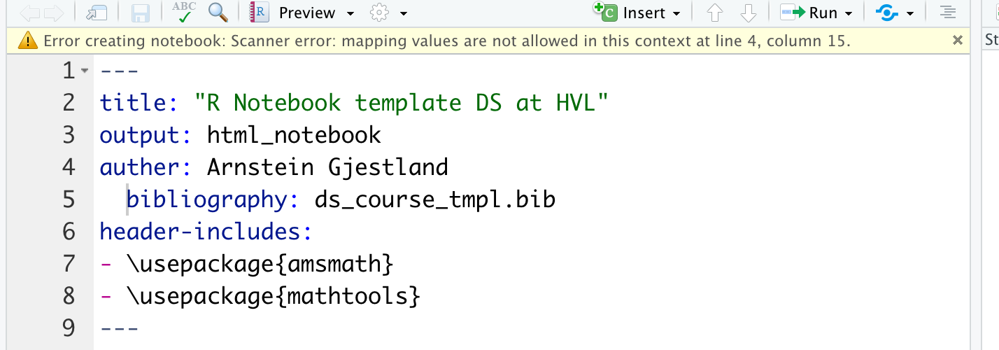 ABC R Preview C Insert Run
Error creating notebook: Scanner error: mapping values are not allowed in this context at line 4, column 15. St
1 ---
2 title: "R Notebook template DS at HVL"
3 output: html_notebook
4 auther: Arnstein Gjestland
5   bibliography: ds_course_tmpl.bib
6 header-includes:
7 - \usepackage{amsmath}
8 - \usepackage{mathtools}
9 ---